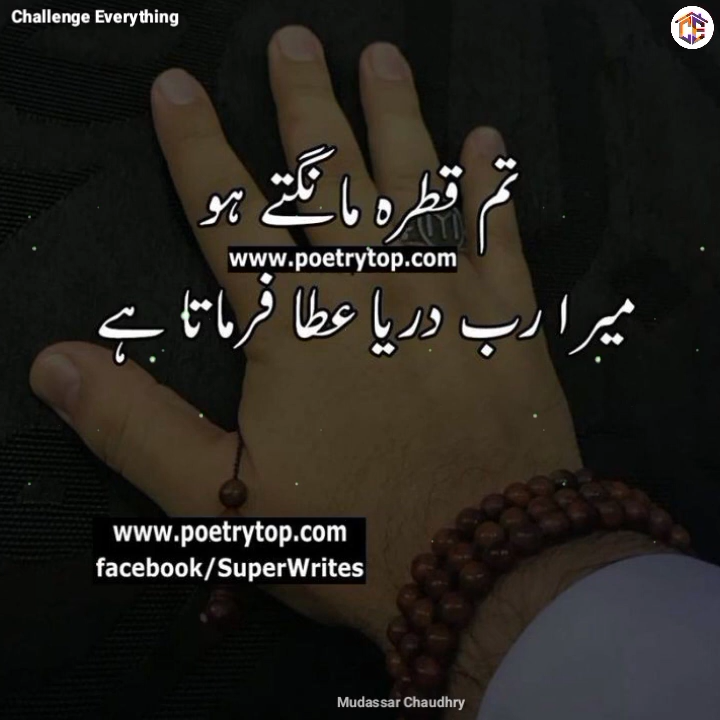 Challenge Everything
تم قطرہ مانگتے ہو
www.poetrytop.com
میرا رب دریا عطا فرماتا ہے
www.poetrytop.com
facebook/SuperWrites
Mudassar Chaudhry